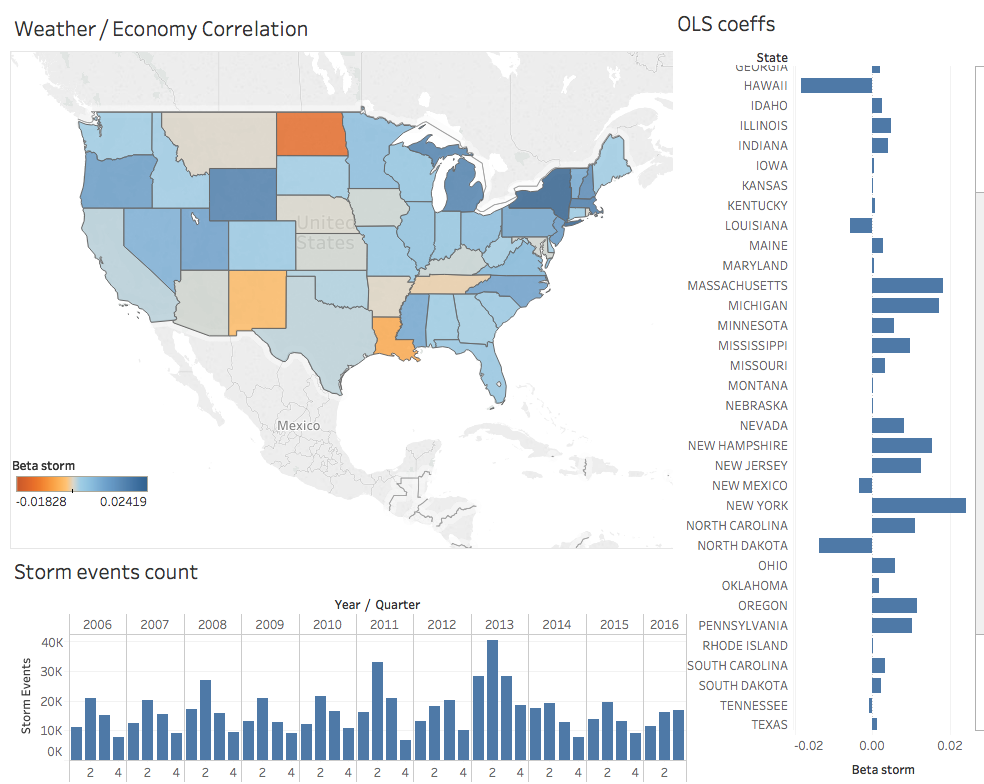 Weather / Economy Correlation
United
States
Mexico
Beta storm
-0.01828 0.02419
OLS coeffs
State
GEORGIA
HAWAII
IDAHO
ILLINOIS
INDIANA
IOWA
KANSAS
KENTUCKY
LOUISIANA
MAINE
MARYLAND
MASSACHUSETTS
MICHIGAN
MINNESOTA
MISSISSIPPI
MISSOURI
MONTANA
NEBRASKA
NEVADA
NEW HAMPSHIRE
NEW JERSEY
NEW MEXICO
NEW YORK
NORTH CAROLINA
NORTH DAKOTA
OHIO
OKLAHOMA
OREGON
PENNSYLVANIA
RHODE ISLAND
SOUTH CAROLINA
SOUTH DAKOTA
TENNESSEE
TEXAS
-0.02 0.00 0.02
Beta storm
Storm events count
Year / Quarter
2006 2007 2008 2009 2010 2011 2012 2013 2014 2015 2016
Storm Events
40K
30K
20K
10K
0K
2 4 2 4 2 4 2 4 2 4 2 4 2 4 2 4 2 4 2 4 2